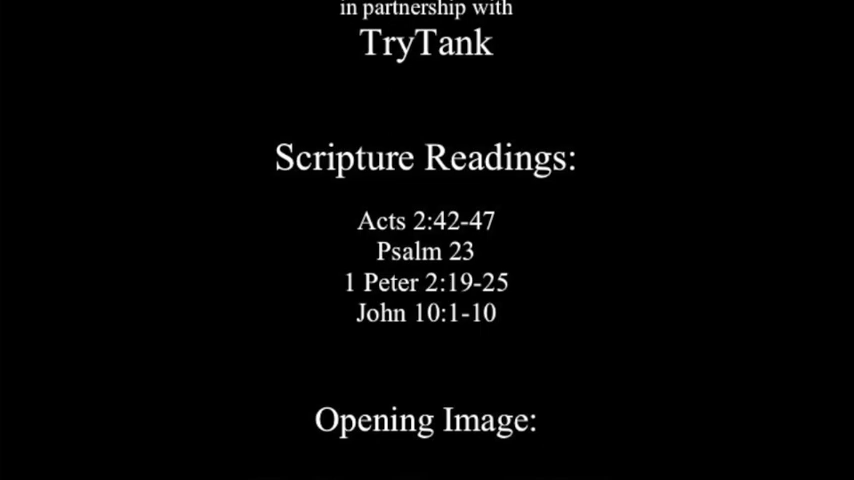 in partnership with
TryTank
Scripture Readings:
Acts 2:42-47
Psalm 23
1 Peter 2:19-25
John 10:1-10
Opening Image: